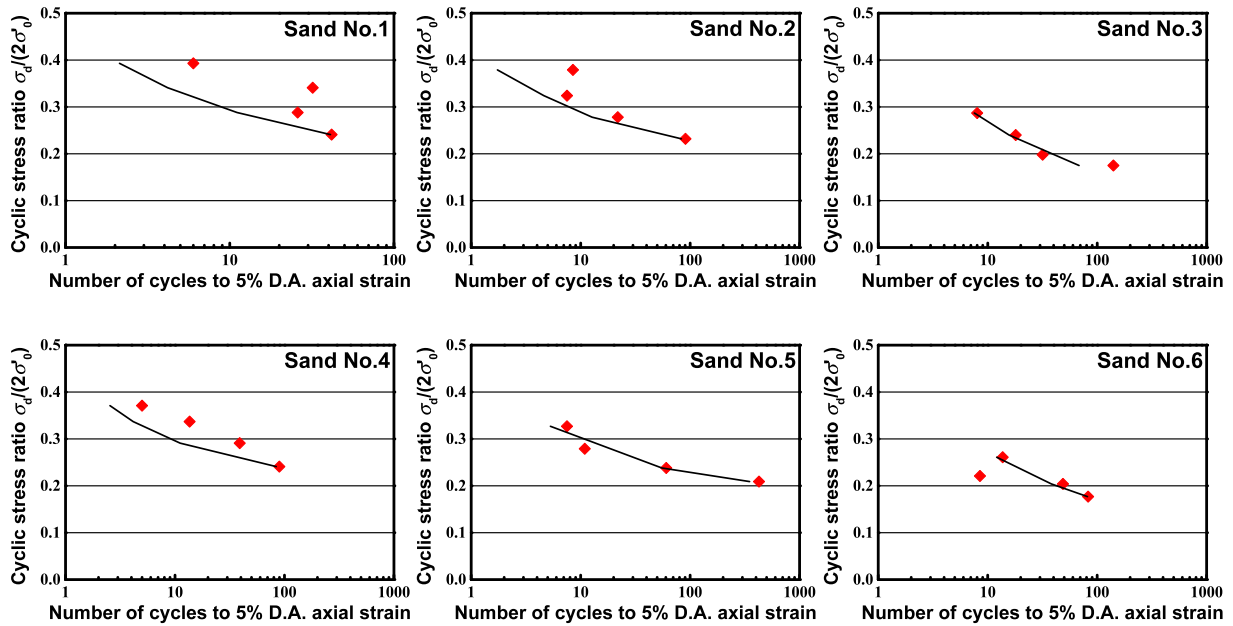 Sand No.1
Cyclic stress ratio σd/(2σ'0)
0.5
0.4
0.3
0.2
0.1
0.0
1 10 100
Number of cycles to 5% D.A. axial strain
Sand No.2
Cyclic stress ratio σd/(2σ'0)
0.5
0.4
0.3
0.2
0.1
0.0
1 10 100 1000
Number of cycles to 5% D.A. axial strain
Sand No.3
Cyclic stress ratio σd/(2σ'0)
0.5
0.4
0.3
0.2
0.1
0.0
1 10 100 1000
Number of cycles to 5% D.A. axial strain
Sand No.4
Cyclic stress ratio σd/(2σ'0)
0.5
0.4
0.3
0.2
0.1
0.0
1 10 100 1000
Number of cycles to 5% D.A. axial strain
Sand No.5
Cyclic stress ratio σd/(2σ'0)
0.5
0.4
0.3
0.2
0.1
0.0
1 10 100 1000
Number of cycles to 5% D.A. axial strain
Sand No.6
Cyclic stress ratio σd/(2σ'0)
0.5
0.4
0.3
0.2
0.1
0.0
1 10 100 1000
Number of cycles to 5% D.A. axial strain